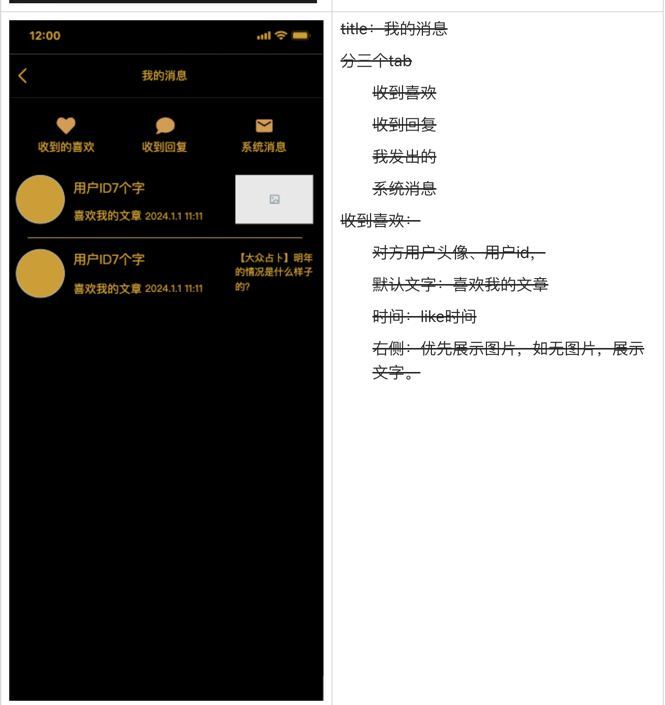 12:00
我的消息
收到的喜欢
收到回复
系统消息
用户ID7个字
喜欢我的文章 2024.1.1 11:11
用户ID7个字
喜欢我的文章 2024.1.1 11:11
【大众占卜】明年
的情况是什么样子
的?
title：我的消息
分三个tab
收到喜欢
收到回复
我发出的
系统消息
收到喜欢：
对方用户头像、用户id，
默认文字：喜欢我的文章
时间：like时间
右侧：优先展示图片，如无图片，展示
文字。